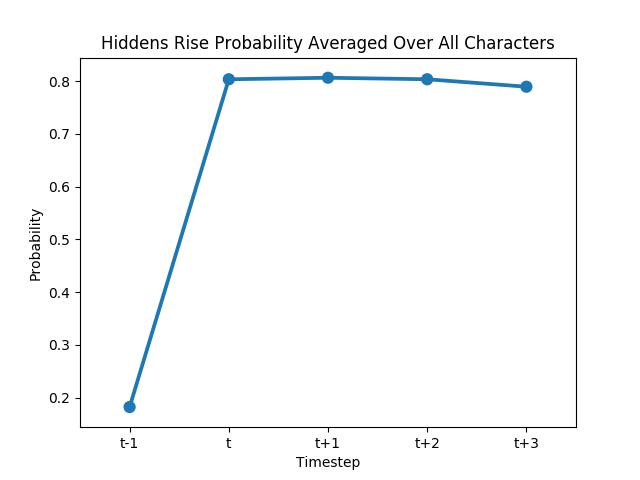 Hiddens Rise Probability Averaged Over All Characters
0.8
0.7
0.6
0.5
0.4
0.3
0.2
Probability
t-1 t t+1 t+2 t+3
Timestep